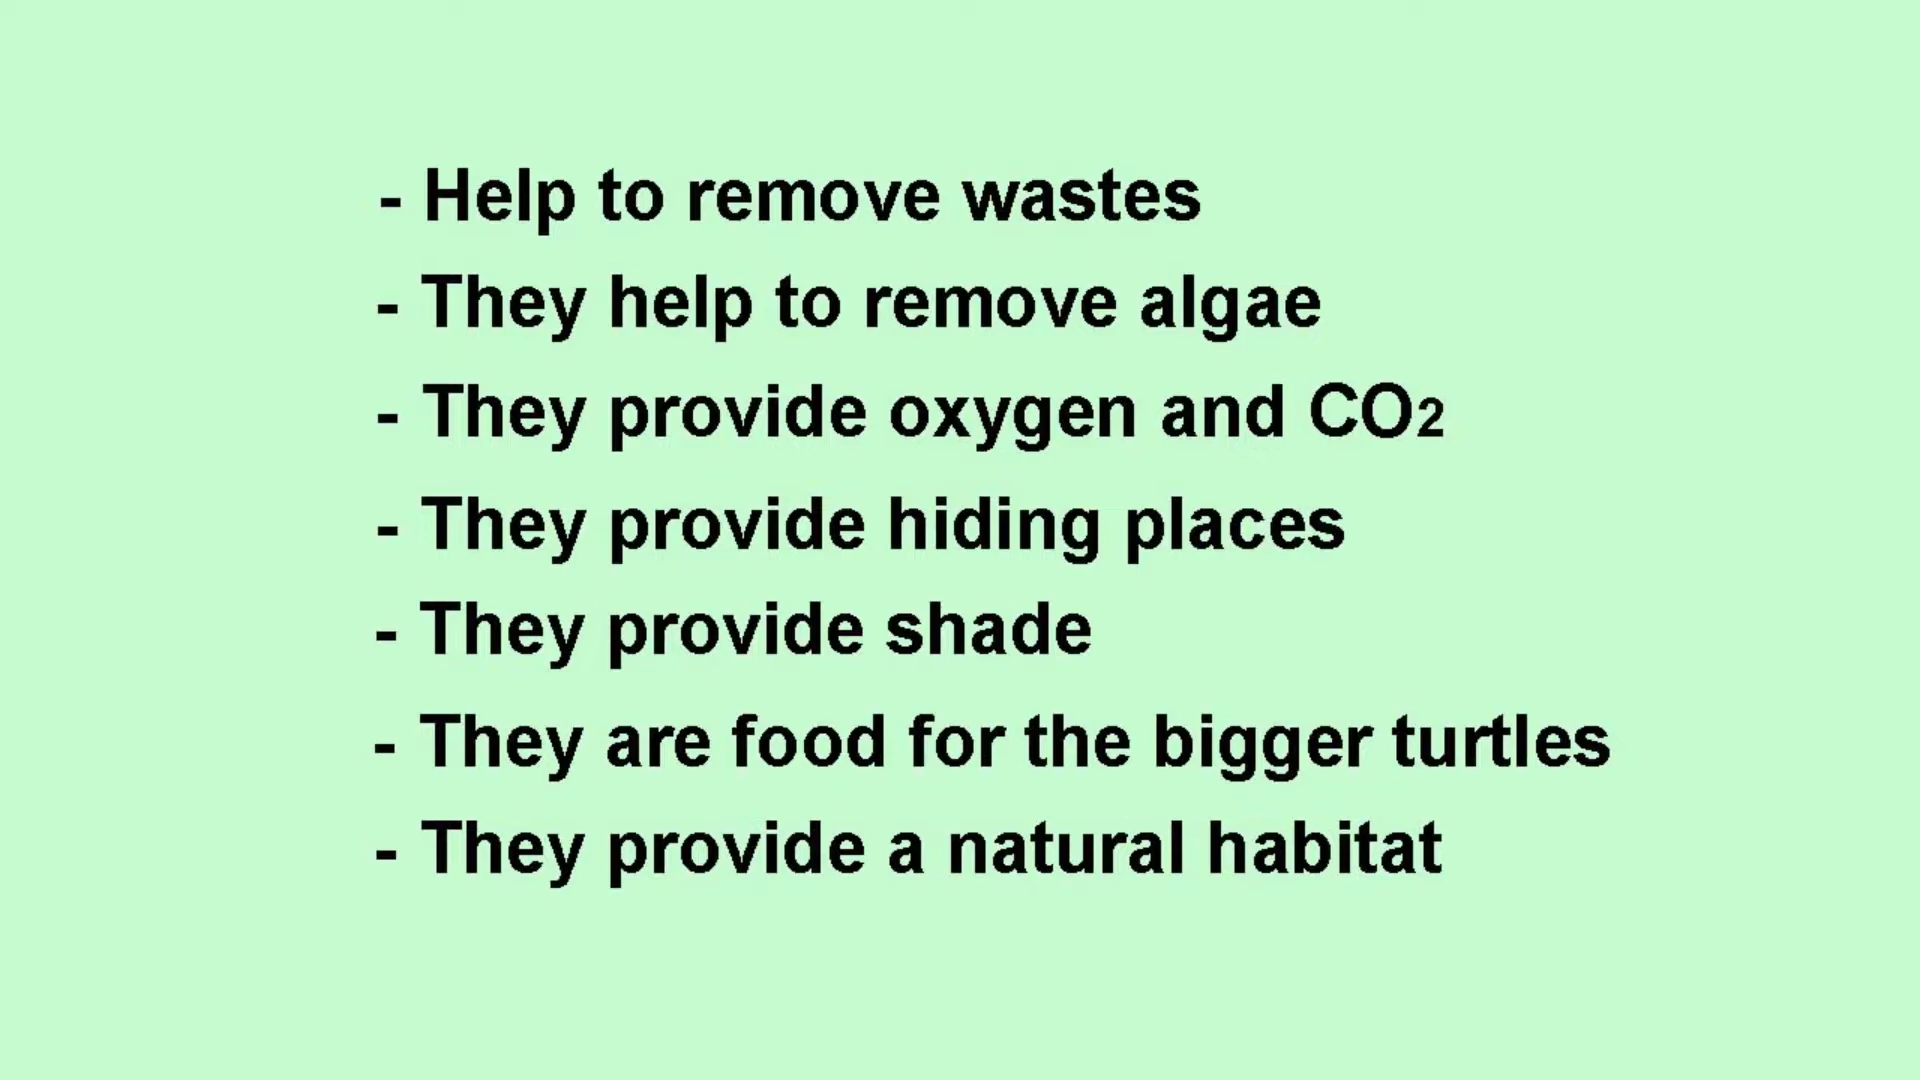 - Help to remove wastes
- They help to remove algae
- They provide oxygen and CO2
- They provide hiding places
- They provide shade
- They are food for the bigger turtles
- They provide a natural habitat